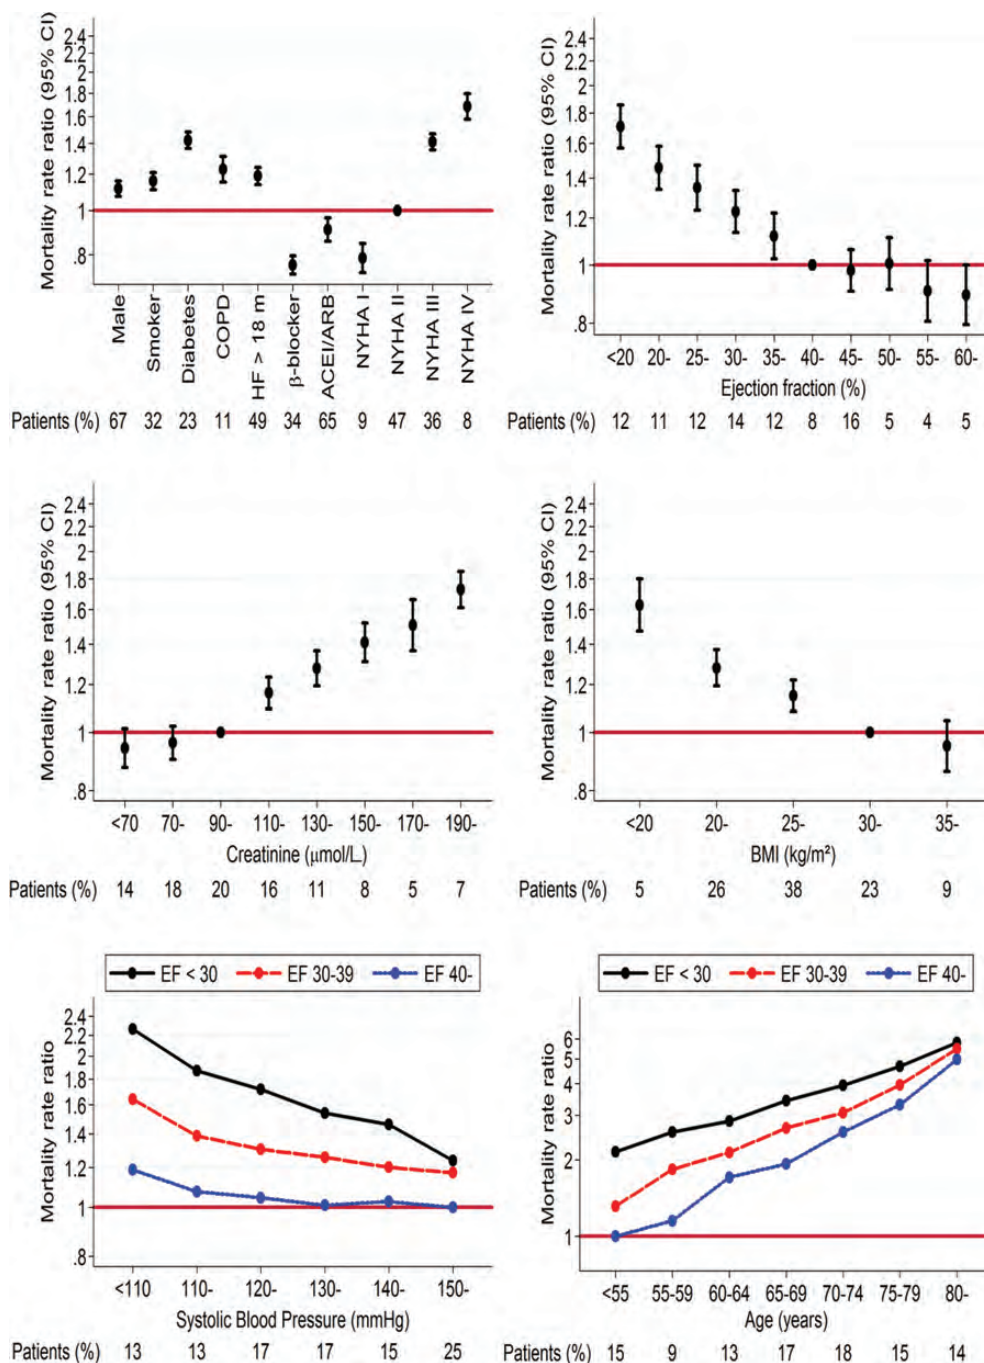 Mortality rate ratio (95% CI)
2.4
2.2
2
1.8
1.6
1.4
1.2
1
.8
Male
Smoker
Diabetes
COPD
HF > 18 m
β-blocker
ACEI/ARB
NYHA I
NYHA II
NYHA III
NYHA IV
Patients (%) 67 32 23 11 49 34 65 9 47 36 8
Mortality rate ratio (95% CI)
2.4
2.2
2
1.8
1.6
1.4
1.2
1
.8
<20 20- 25- 30- 35- 40- 45- 50- 55- 60-
Ejection fraction (%)
Patients (%) 12 11 12 14 12 8 16 5 4 5
Mortality rate ratio (95% CI)
2.4
2.2
2
1.8
1.6
1.4
1.2
1
.8
<70 70- 90- 110- 130- 150- 170- 190-
Creatinine (μmol/L.)
Patients (%) 14 18 20 16 11 8 5 7
Mortality rate ratio (95% CI)
2.4
2.2
2
1.8
1.6
1.4
1.2
1
.8
<20 20- 25- 30- 35-
BMI (kg/m²)
Patients (%) 5 26 38 23 9
EF < 30 EF 30-39 EF 40-
Mortality rate ratio
2.4
2.2
2
1.8
1.6
1.4
1.2
1
.8
<110 110- 120- 130- 140- 150-
Systolic Blood Pressure (mmHg)
Patients (%) 13 13 17 17 15 25
EF < 30 EF 30-39 EF 40-
Mortality rate ratio
6
5
4
3
2
1
<55 55-59 60-64 65-69 70-74 75-79 80-
Age (years)
Patients (%) 15 9 13 17 18 15 14